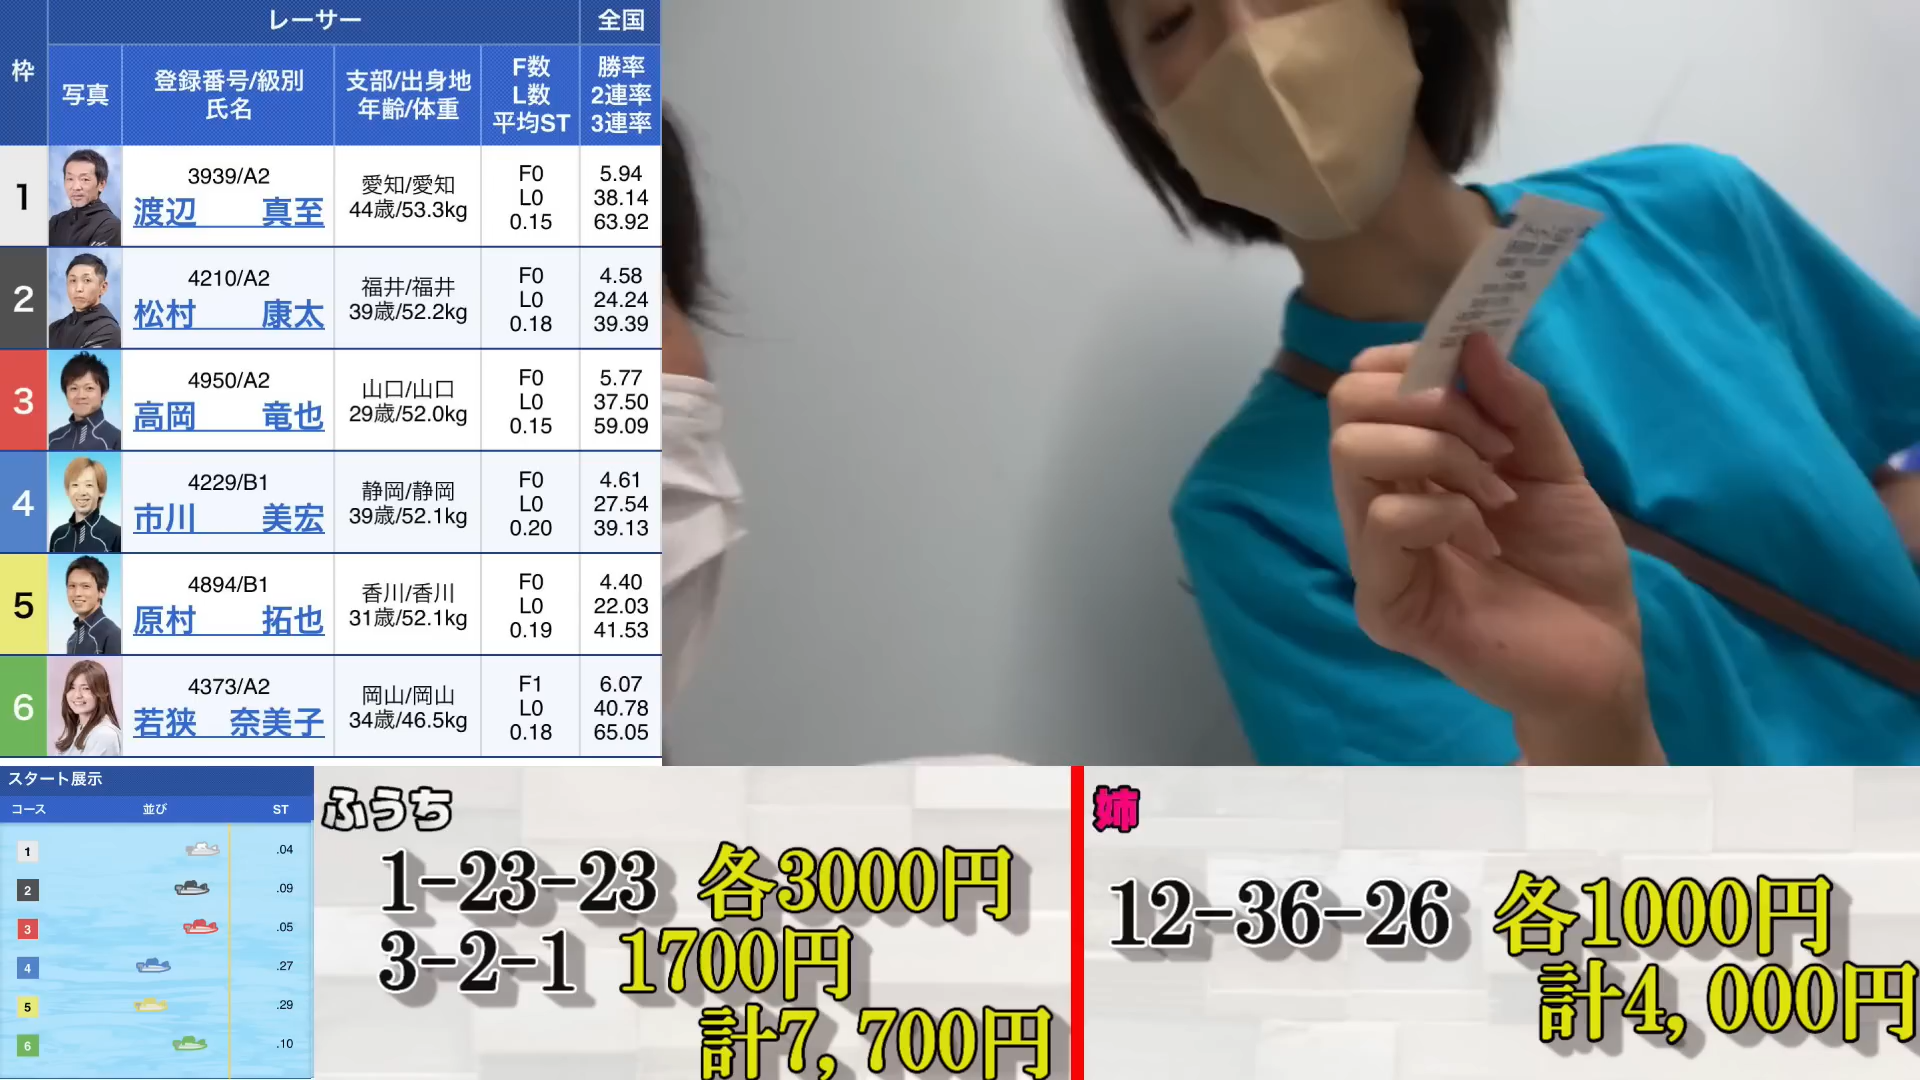 枠
レーサー
全国
写真
登録番号/級別
氏名
支部/出身地
年齢/体重
F数
L数
平均ST
勝率
2連率
3連率
1
3939/A2
渡辺 真至
愛知/愛知
44歳/53.3kg
F0
L0
0.15
5.94
38.14
63.92
2
4210/A2
松村 康太
福井/福井
39歳/52.2kg
F0
L0
0.18
4.58
24.24
39.39
3
4950/A2
高岡 竜也
山口/山口
29歳/52.0kg
F0
L0
0.15
5.77
37.50
59.09
4
4229/B1
市川 美宏
静岡/静岡
39歳/52.1kg
F0
L0
0.20
4.61
27.54
39.13
5
4894/B1
原村 拓也
香川/香川
31歳/52.1kg
F0
L0
0.19
4.40
22.03
41.53
6
4373/A2
若狭 奈美子
岡山/岡山
34歳/46.5kg
F1
L0
0.18
6.07
40.78
65.05
スタート展示
コース 並び ST
1 .04
2 .09
3 .05
4 .27
5 .29
6 .10
ふうち
1-23-23 各3000円
3-2-1 1700円
計7,700円
姉
12-36-26 各1000円
計4,000円